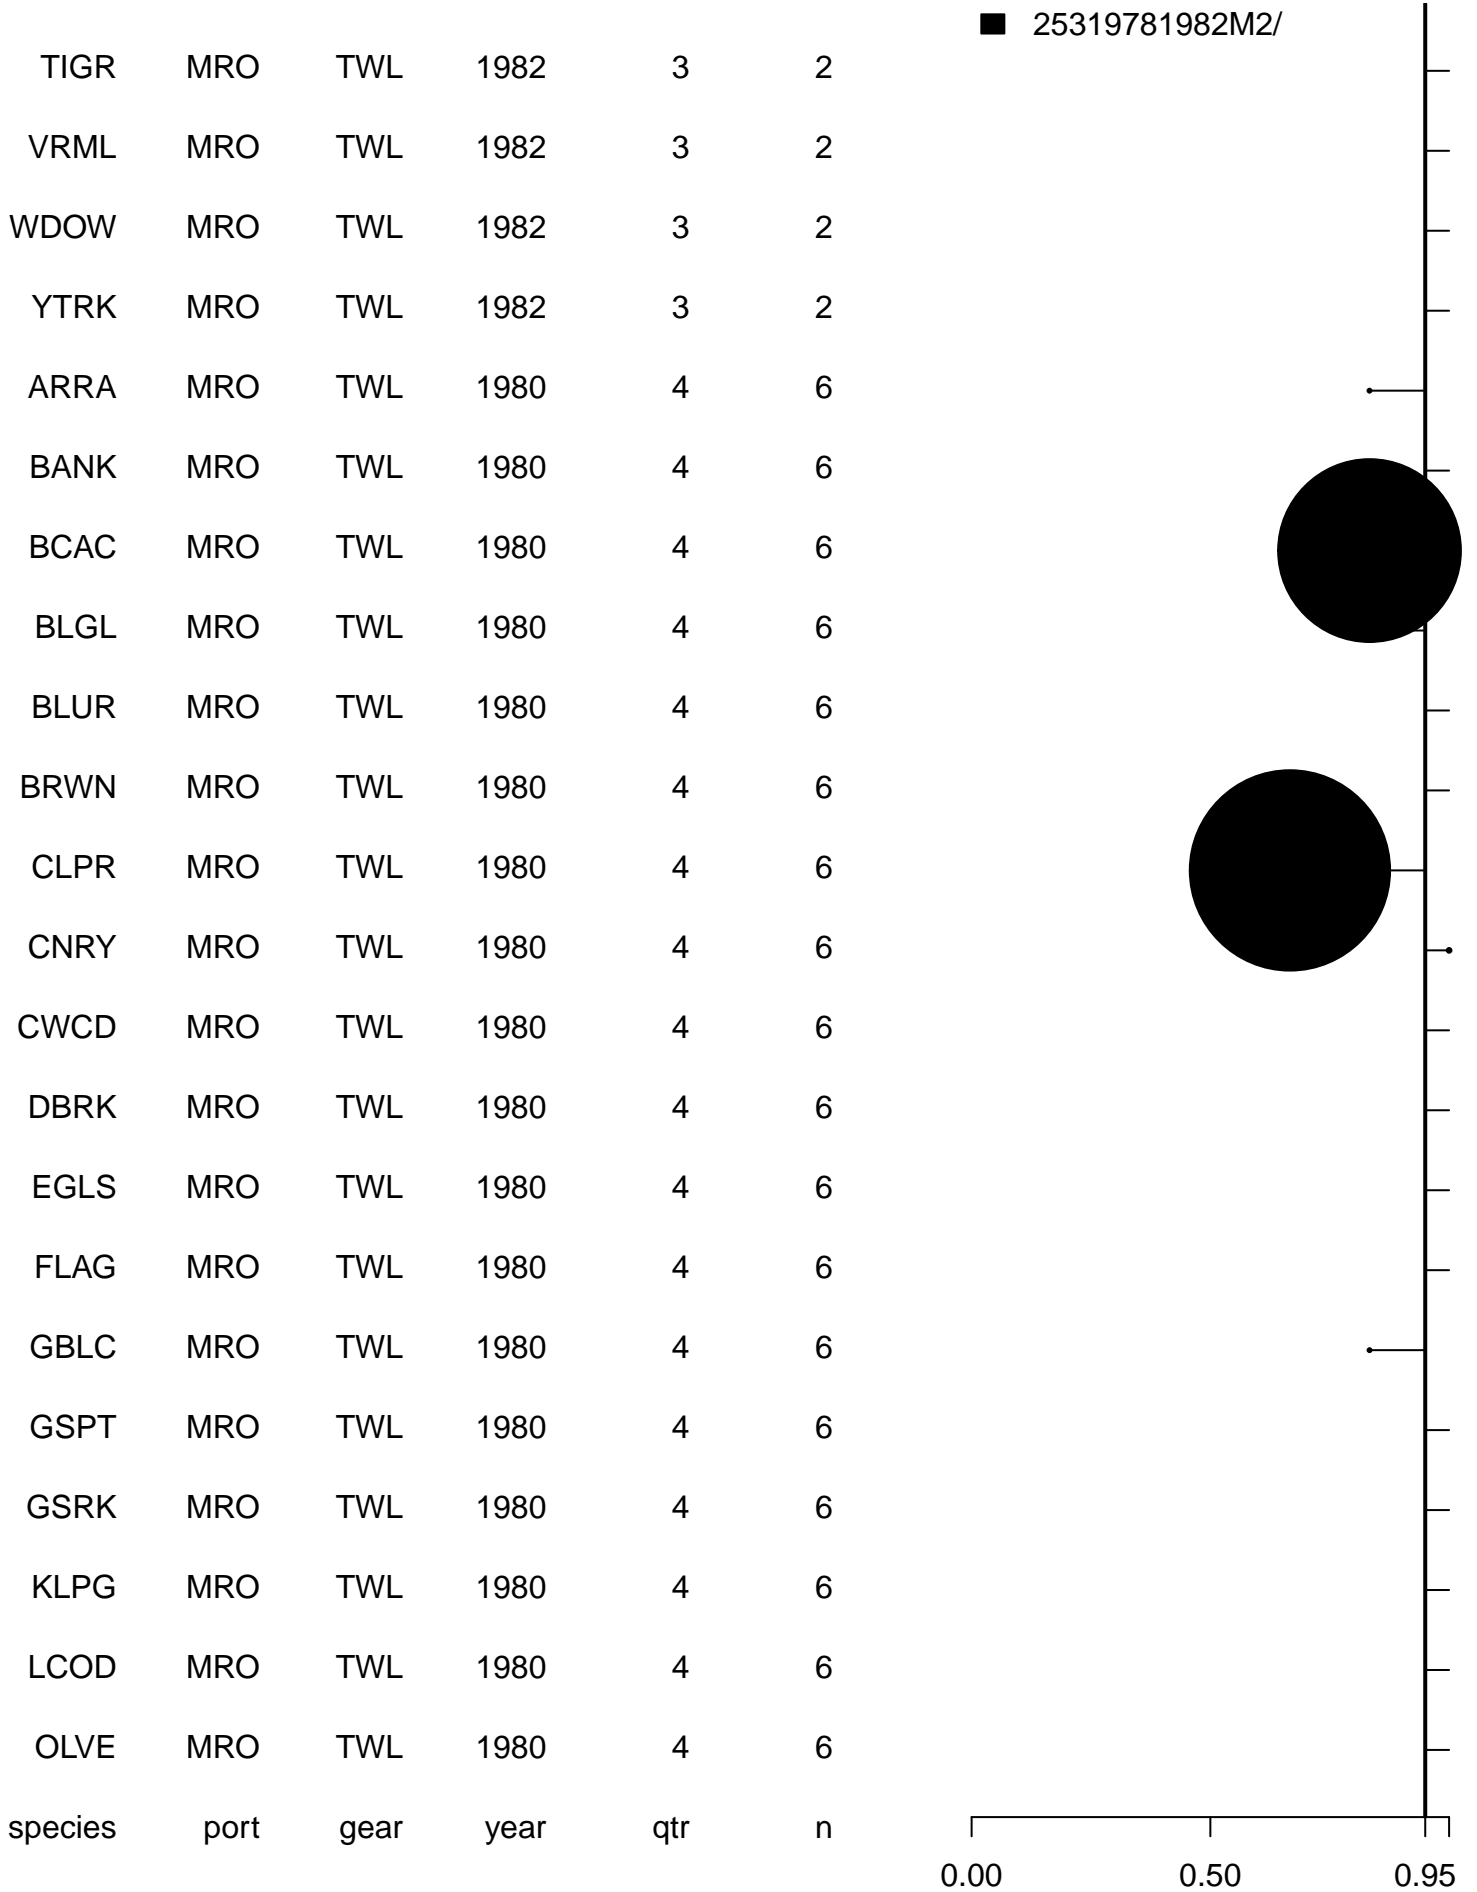 25319781982M2/
TIGR MRO TWL 1982 3 2
VRML MRO TWL 1982 3 2
WDOW MRO TWL 1982 3 2
YTRK MRO TWL 1982 3 2
ARRA MRO TWL 1980 4 6
BANK MRO TWL 1980 4 6
BCAC MRO TWL 1980 4 6
BLGL MRO TWL 1980 4 6
BLUR MRO TWL 1980 4 6
BRWN MRO TWL 1980 4 6
CLPR MRO TWL 1980 4 6
CNRY MRO TWL 1980 4 6
CWCD MRO TWL 1980 4 6
DBRK MRO TWL 1980 4 6
EGLS MRO TWL 1980 4 6
FLAG MRO TWL 1980 4 6
GBLC MRO TWL 1980 4 6
GSPT MRO TWL 1980 4 6
GSRK MRO TWL 1980 4 6
KLPG MRO TWL 1980 4 6
LCOD MRO TWL 1980 4 6
OLVE MRO TWL 1980 4 6
species port gear year qtr n
0.00 0.50 0.95